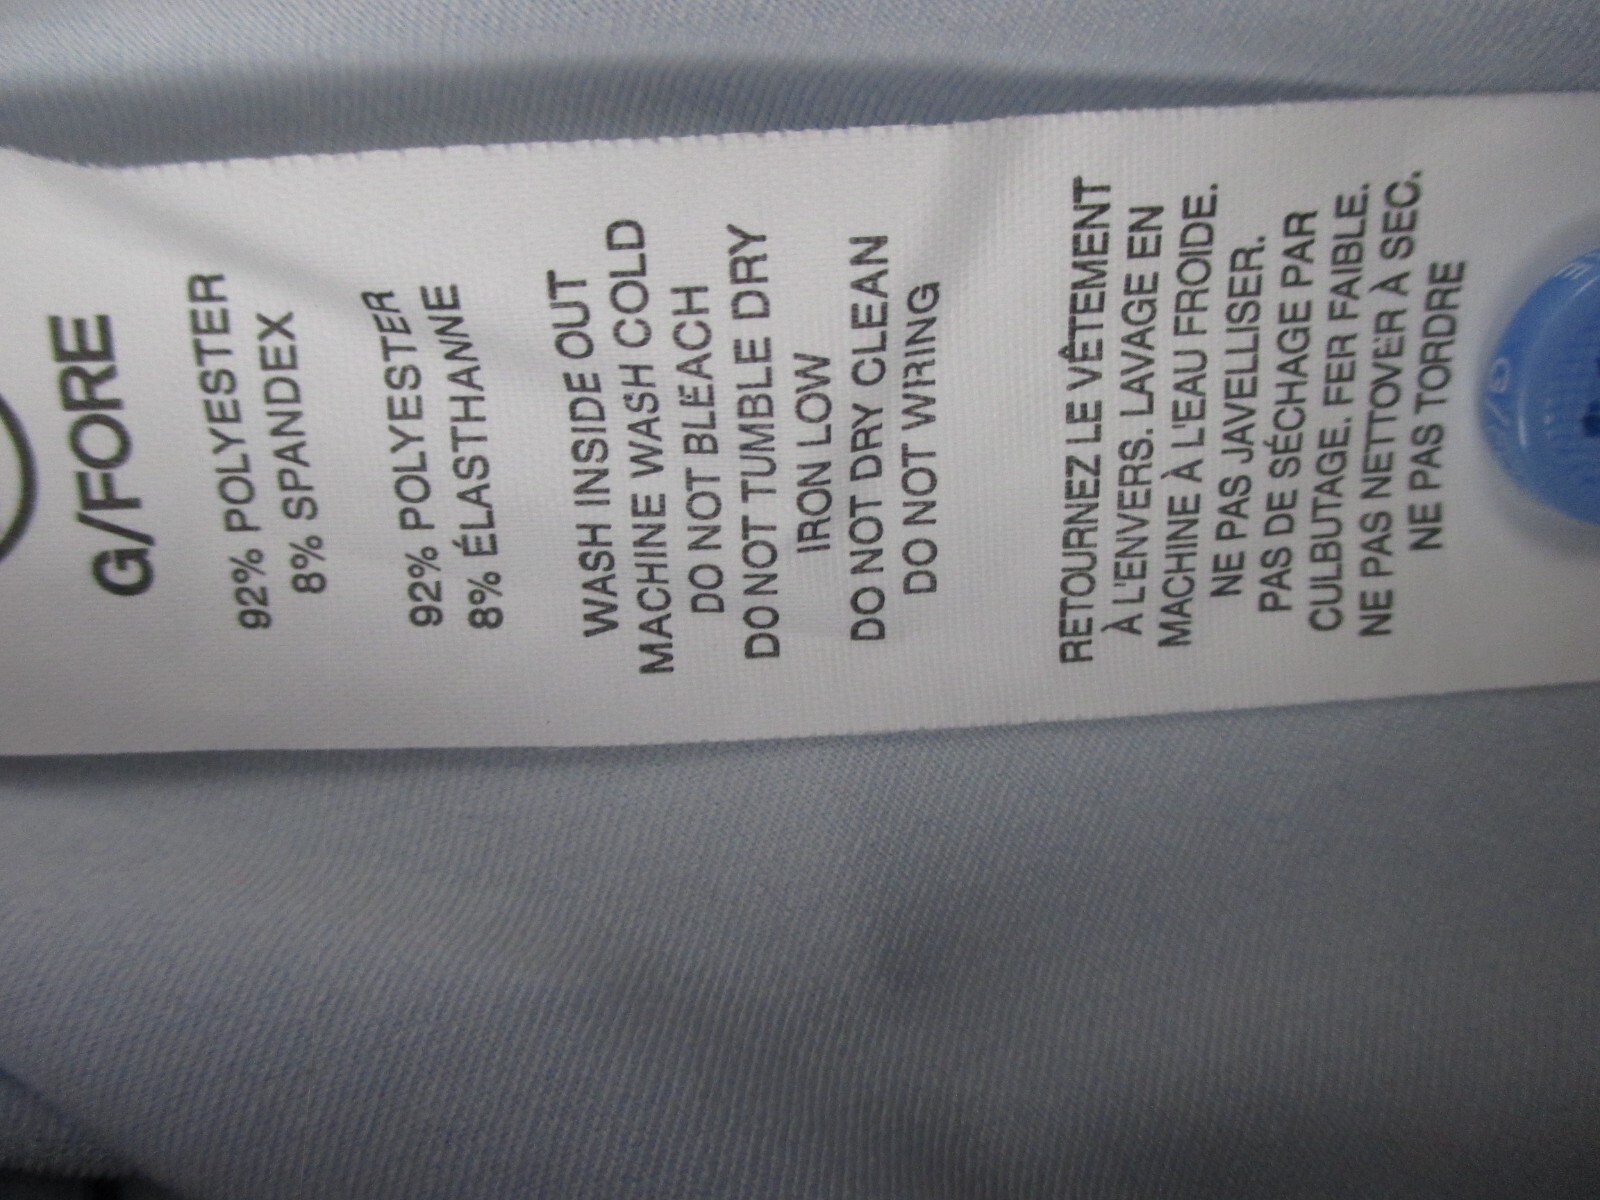 G/FORE
92% POLYESTER
8% SPANDEX
92% POLYESTER
8% ÉLASTHANNE
WASH INSIDE OUT
MACHINE WASH COLD
DO NOT BLEACH
DO NOT TUMBLE DRY
IRON LOW
DO NOT DRY CLEAN
DO NOT WRING
RETOURNEZ LE VÊTEMENT
À L'ENVERS. LAVAGE EN
MACHINE À L'EAU FROIDE.
NE PAS JAVELLISER.
PAS DE SÉCHAGE PAR
CULBUTAGE. FER FAIBLE.
NE PAS NETTOVER À SEC.
NE PAS TORDRE